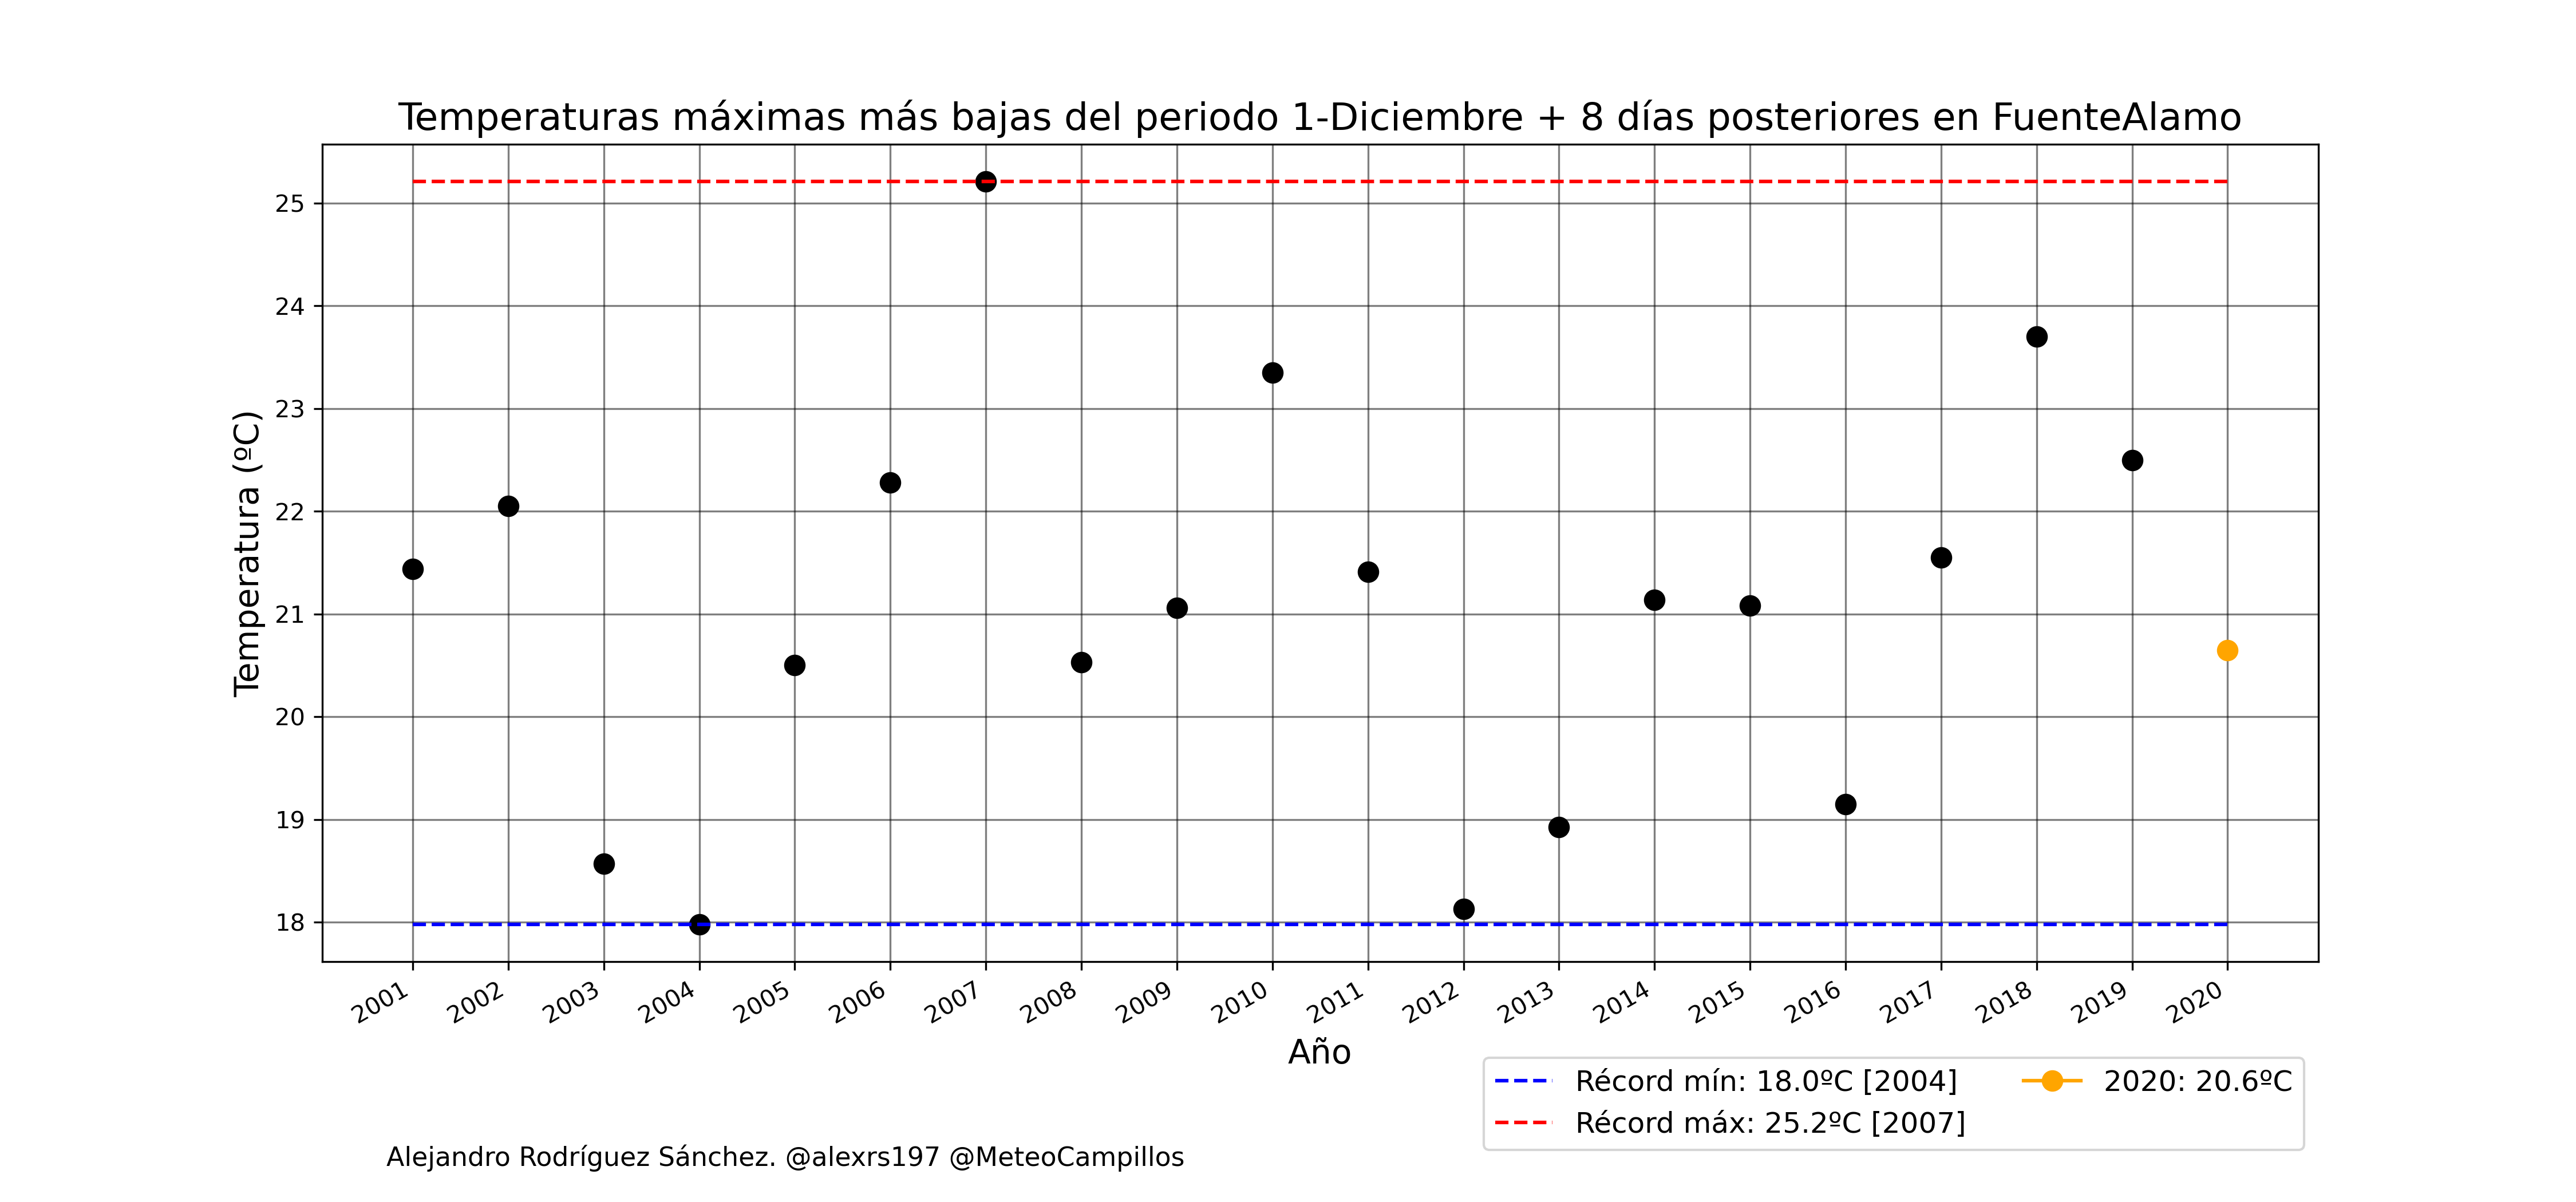 Temperaturas máximas más bajas del periodo 1-Diciembre + 8 días posteriores en FuenteAlamo
Temperatura (ºC)
25
24
23
22
21
20
19
18
2001 2002 2003 2004 2005 2006 2007 2008 2009 2010 2011 2012 2013 2014 2015 2016 2017 2018 2019 2020
Año
Récord mín: 18.0ºC [2004]
Récord máx: 25.2ºC [2007]
2020: 20.6ºC
Alejandro Rodríguez Sánchez. @alexrs197 @MeteoCampillos